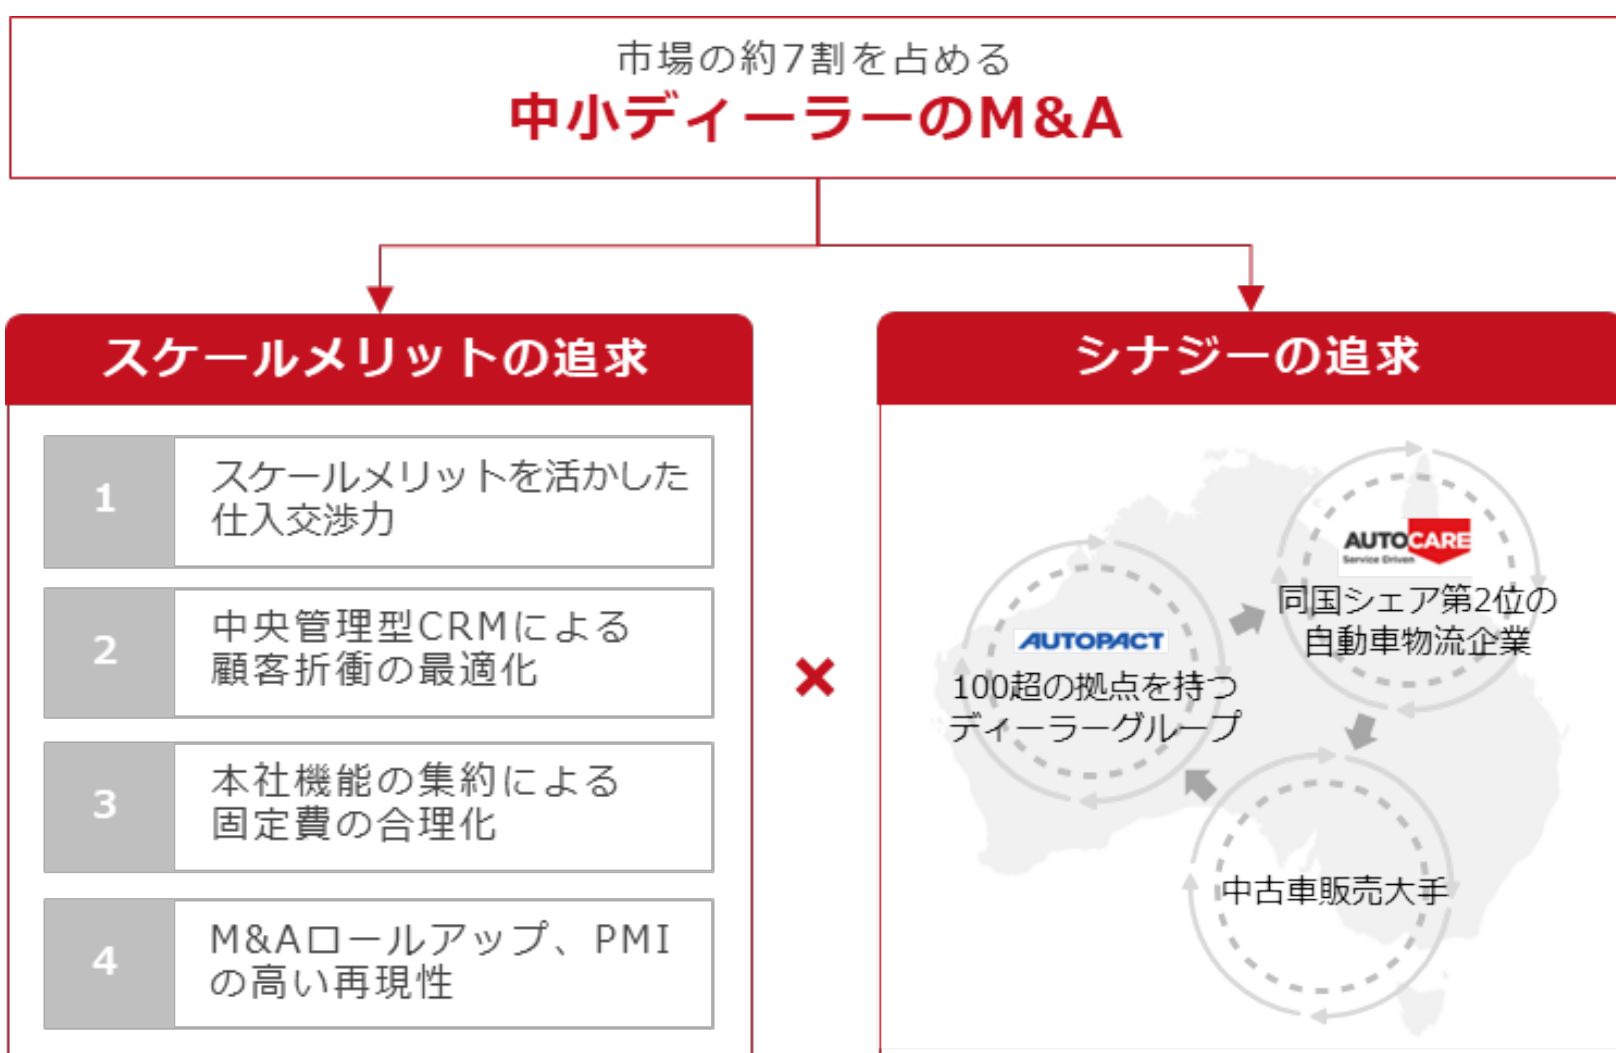 市場の約7割を占める
中小ディーラーのM&A
スケールメリットの追求
1
スケールメリットを活かした
仕入交渉力
2
中央管理型CRMによる
顧客折衝の最適化
3
本社機能の集約による
固定費の合理化
4
M&Aロールアップ、PMI
の高い再現性
×
シナジーの追求
AUTOCARE
Service Driven
同国シェア第2位の
自動車物流企業
AUTOPACT
100超の拠点を持つ
ディーラーグループ
中古車販売大手